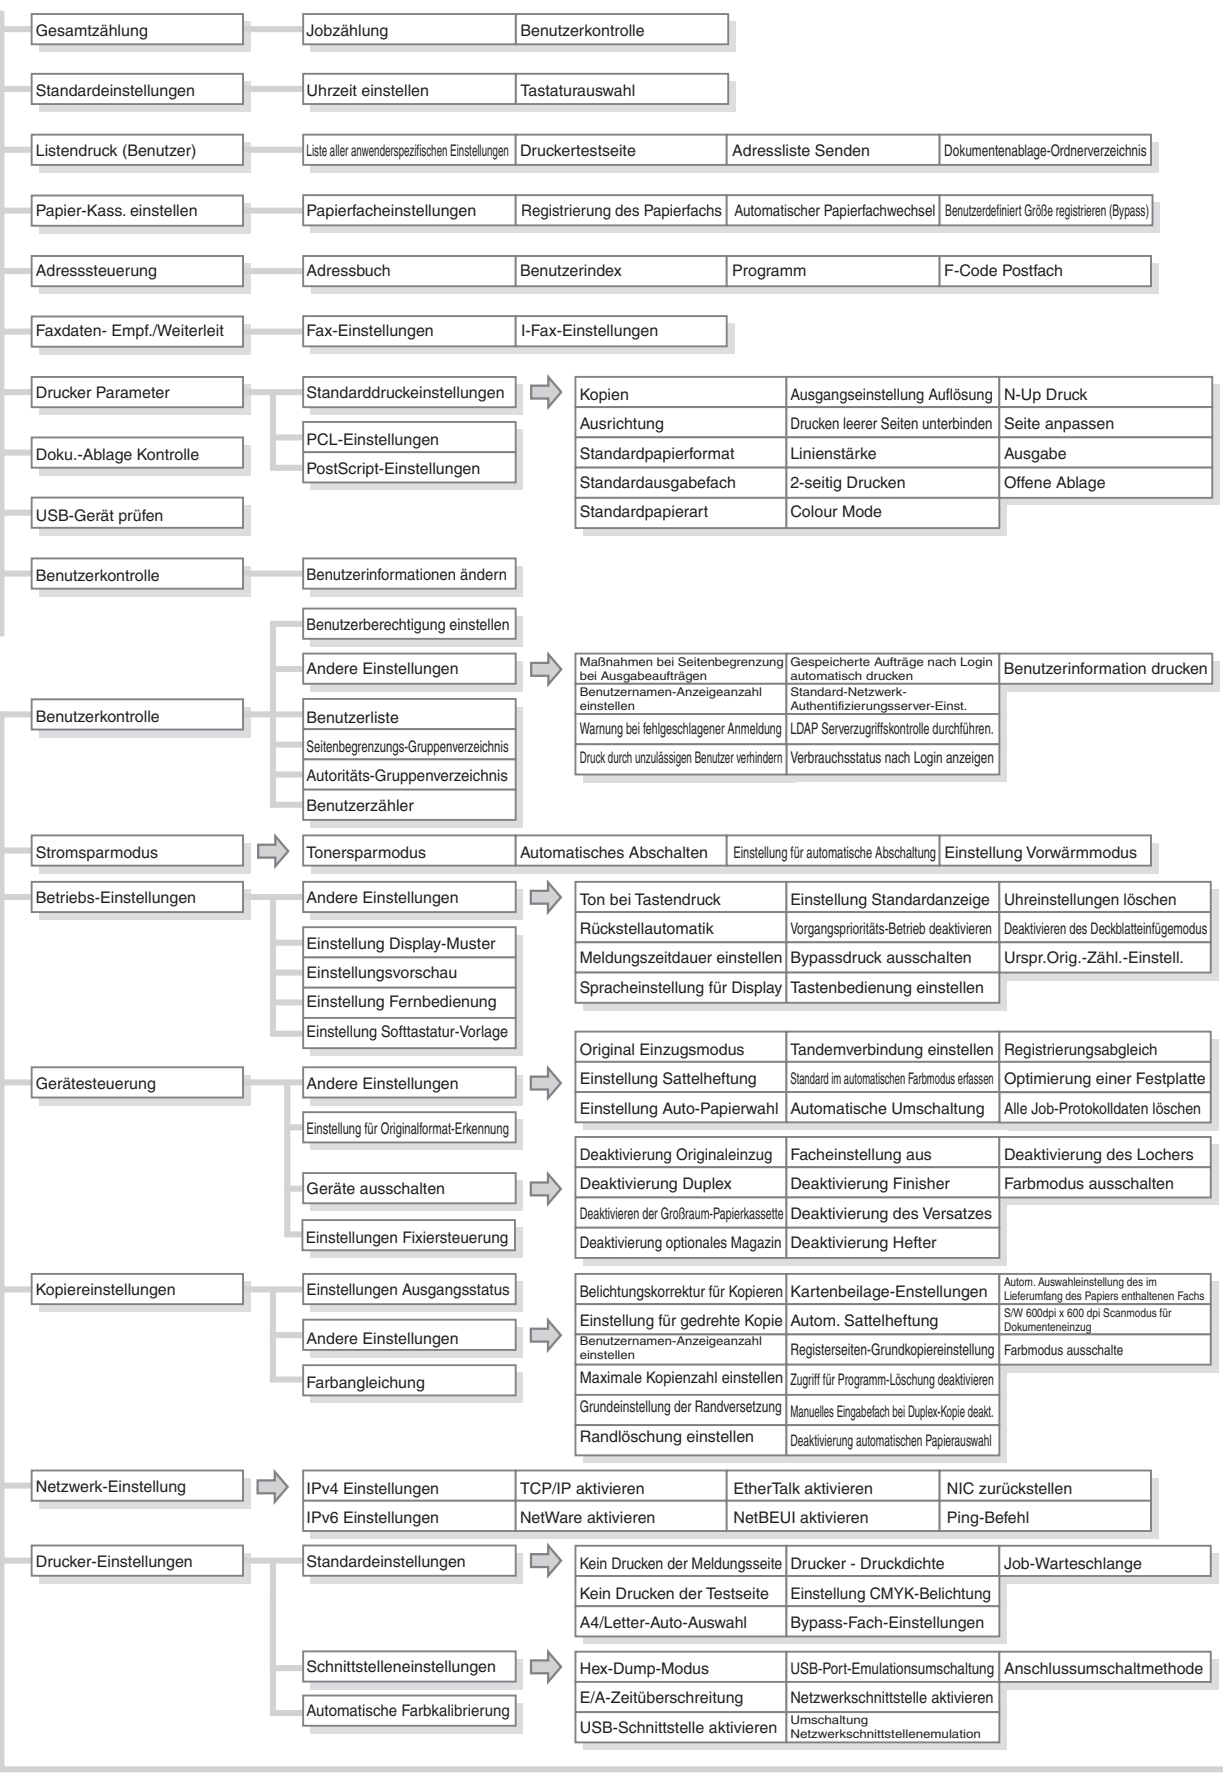 Gesamtzählung
Jobzählung
Benutzerkontrolle
Standardeinstellungen
Uhrzeit einstellen
Tastaturauswahl
Listendruck (Benutzer)
Liste aller anwenderspezifischen Einstellungen
Druckertestseite
Adressliste Senden
Dokumentenablage-Ordnerverzeichnis
Papier-Kass. einstellen
Papierfacheinstellungen
Registrierung des Papierfachs
Automatischer Papierfachwechsel
Benutzerdefiniert Größe registrieren (Bypass)
Adresssteuerung
Adressbuch
Benutzerindex
Programm
F-Code Postfach
Faxdaten- Empf./Weiterleit
Fax-Einstellungen
I-Fax-Einstellungen
Drucker Parameter
Standarddruckeinstellungen
PCL-Einstellungen
PostScript-Einstellungen
Kopien
Ausgangseinstellung Auflösung
N-Up Druck
Ausrichtung
Drucken leerer Seiten unterbinden
Seite anpassen
Standardpapierformat
Linienstärke
Ausgabe
Standardausgabefach
2-seitig Drucken
Offene Ablage
Standardpapierart
Colour Mode
Doku.-Ablage Kontrolle
USB-Gerät prüfen
Benutzerkontrolle
Benutzerinformationen ändern
Benutzerkontrolle
Benutzerberechtigung einstellen
Andere Einstellungen
Benutzerliste
Seitenbegrenzungs-Gruppenverzeichnis
Autoritäts-Gruppenverzeichnis
Benutzerzähler
Maßnahmen bei Seitenbegrenzung
bei Ausgabeaufträgen
Gespeicherte Aufträge nach Login
automatisch drucken
Benutzerinformation drucken
Benutzernamen-Anzeigeanzahl
einstellen
Standard-Netzwerk-
Authentifizierungsserver-Einst.
Warnung bei fehlgeschlagener Anmeldung
LDAP Serverzugriffskontrolle durchführen.
Druck durch unzulässigen Benutzer verhindern
Verbrauchsstatus nach Login anzeigen
Stromsparmodus
Tonersparmodus
Automatisches Abschalten
Einstellung für automatische Abschaltung
Einstellung Vorwärmmodus
Betriebs-Einstellungen
Andere Einstellungen
Einstellung Display-Muster
Einstellungsvorschau
Einstellung Fernbedienung
Einstellung Softtastatur-Vorlage
Ton bei Tastendruck
Einstellung Standardanzeige
Uhreinstellungen löschen
Rückstellautomatik
Vorgangsprioritäts-Betrieb deaktivieren
Deaktivieren des Deckblatteinfügemodus
Meldungszeitdauer einstellen
Bypassdruck ausschalten
Urspr.Orig.-Zähl.-Einstell.
Spracheinstellung für Display
Tastenbedienung einstellen
Gerätesteuerung
Andere Einstellungen
Einstellung für Originalformat-Erkennung
Geräte ausschalten
Einstellungen Fixiersteuerung
Original Einzugsmodus
Tandemverbindung einstellen
Registrierungsabgleich
Einstellung Sattelheftung
Standard im automatischen Farbmodus erfassen
Optimierung einer Festplatte
Einstellung Auto-Papierwahl
Automatische Umschaltung
Alle Job-Protokolldaten löschen
Deaktivierung Originaleinzug
Facheinstellung aus
Deaktivierung des Lochers
Deaktivierung Duplex
Deaktivierung Finisher
Farbmodus ausschalten
Deaktivieren der Großraum-Papierkassette
Deaktivierung des Versatzes
Deaktivierung optionales Magazin
Deaktivierung Hefter
Kopiereinstellungen
Einstellungen Ausgangsstatus
Andere Einstellungen
Farbangleichung
Belichtungskorrektur für Kopieren
Kartenbeilage-Enstellungen
Autom. Auswahleinstellung des im
Lieferumfang des Papiers enthaltenen Fachs
Einstellung für gedrehte Kopie
Autom. Sattelheftung
S/W 600dpi x 600 dpi Scanmodus für
Dokumenteneinzug
Benutzernamen-Anzeigeanzahl
einstellen
Registerseiten-Grundkopiereinstellung
Farbmodus ausschalte
Maximale Kopienzahl einstellen
Zugriff für Programm-Löschung deaktivieren
Grundeinstellung der Randversetzung
Manuelles Eingabefach bei Duplex-Kopie deakt.
Randlöschung einstellen
Deaktivierung automatischen Papierauswahl
Netzwerk-Einstellung
IPv4 Einstellungen
TCP/IP aktivieren
EtherTalk aktivieren
NIC zurückstellen
IPv6 Einstellungen
NetWare aktivieren
NetBEUI aktivieren
Ping-Befehl
Drucker-Einstellungen
Standardeinstellungen
Kein Drucken der Meldungsseite
Drucker - Druckdichte
Job-Warteschlange
Kein Drucken der Testseite
Einstellung CMYK-Belichtung
A4/Letter-Auto-Auswahl
Bypass-Fach-Einstellungen
Schnittstelleneinstellungen
Automatische Farbkalibrierung
Hex-Dump-Modus
USB-Port-Emulationsumschaltung
Anschlussumschaltmethode
E/A-Zeitüberschreitung
Netzwerkschnittstelle aktivieren
USB-Schnittstelle aktivieren
Umschaltung
Netzwerkschnittstellenemulation